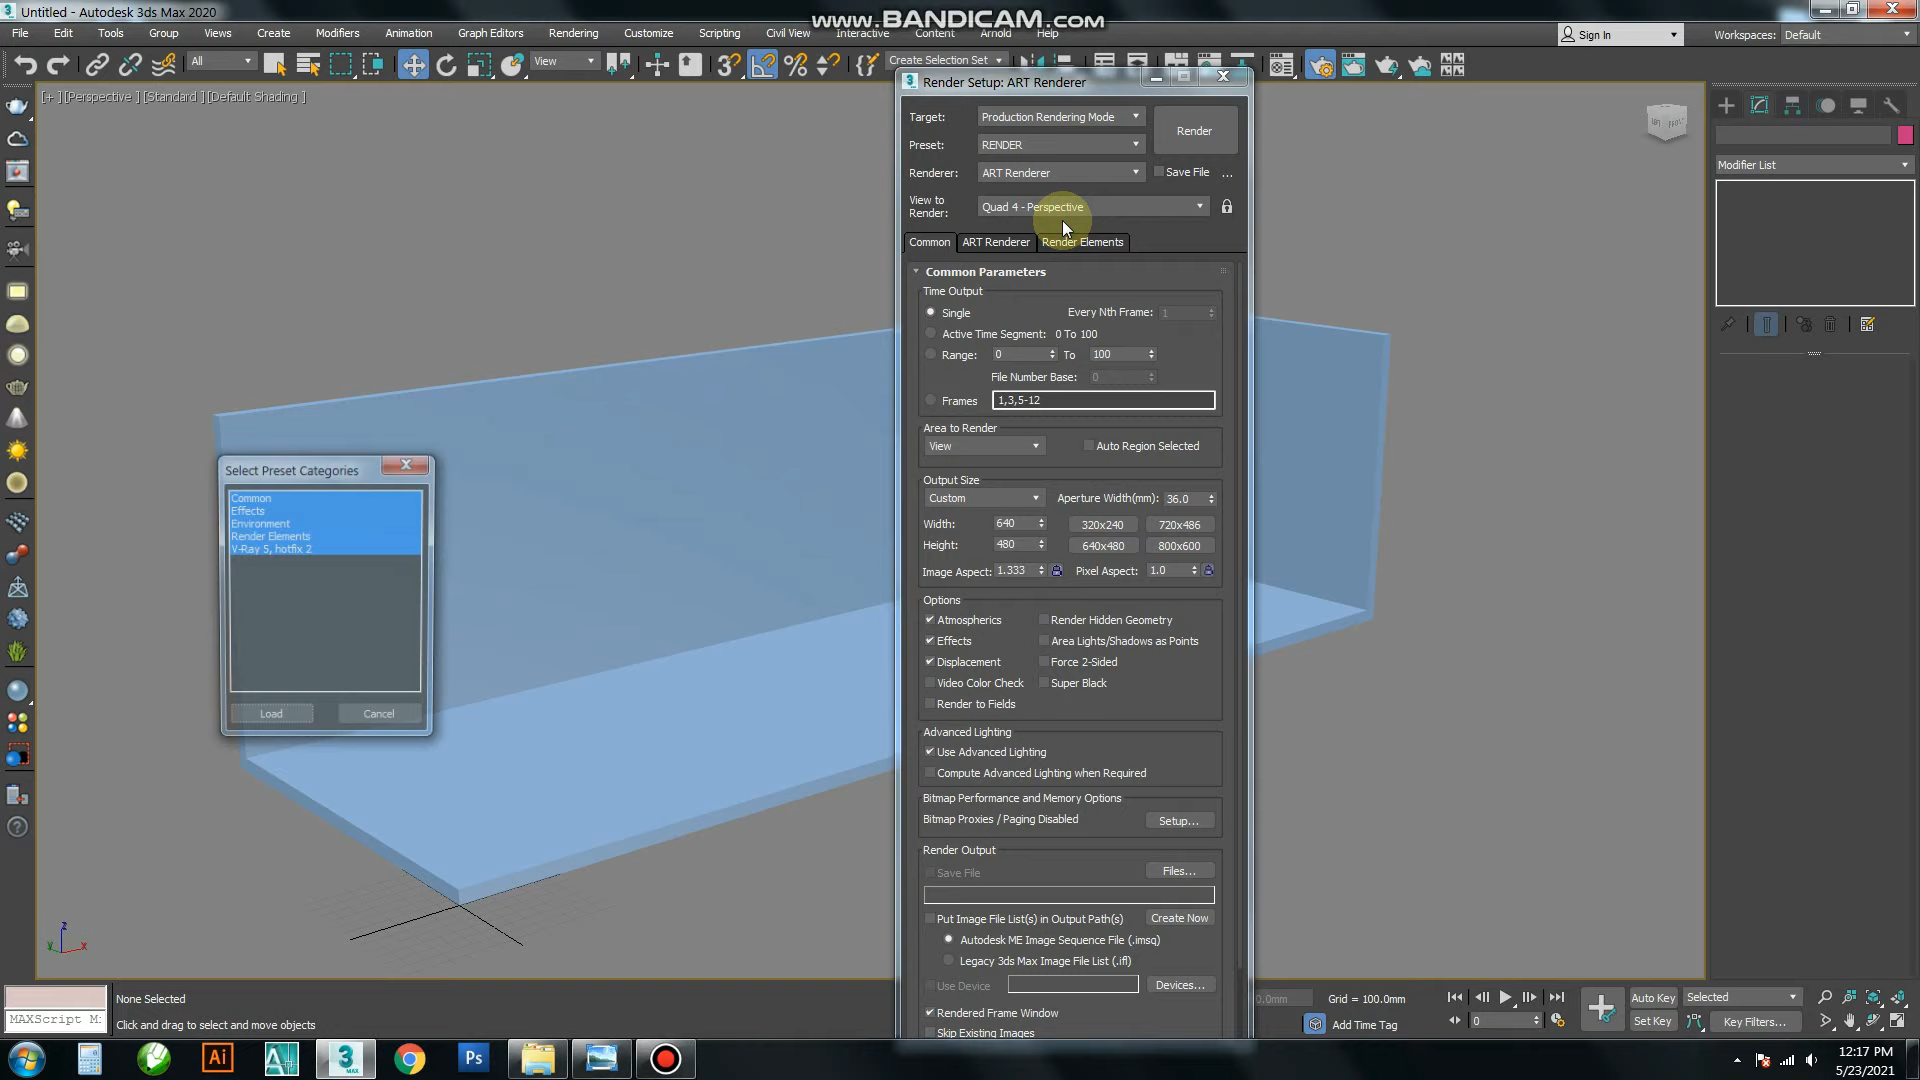 Untitled - Autodesk 3ds Max 2020
www.BANDICAM.com
File Edit Tools Group Views Create Modifiers Animation Graph Editors Rendering Customize Scripting Civil View Interactive Content Arnold Help
Sign In
Workspaces: Default
All
View
Create Selection Set
[+ ] [Perspective ] [Standard ] [Default Shading ]
Render Setup: ART Renderer
Target: Production Rendering Mode
Render
Preset: RENDER
Renderer: ART Renderer
Save File ...
View to Render: Quad 4 - Perspective
Common ART Renderer Render Elements
Common Parameters
Time Output
Single Every Nth Frame: 1
Active Time Segment: 0 To 100
Range: 0 To 100
File Number Base: 0
Frames 1,3,5-12
Area to Render
View Auto Region Selected
Output Size
Custom Aperture Width(mm): 36.0
Width: 640 320x240 720x486
Height: 480 640x480 800x600
Image Aspect: 1.333 Pixel Aspect: 1.0
Options
Atmospherics Render Hidden Geometry
Effects Area Lights/Shadows as Points
Displacement Force 2-Sided
Video Color Check Super Black
Render to Fields
Advanced Lighting
Use Advanced Lighting
Compute Advanced Lighting when Required
Bitmap Performance and Memory Options
Bitmap Proxies / Paging Disabled Setup...
Render Output
Save File Files...
Put Image File List(s) in Output Path(s) Create Now
Autodesk ME Image Sequence File (.imsq)
Legacy 3ds Max Image File List (.ifl)
Use Device Devices...
Rendered Frame Window
Skip Existing Images
Select Preset Categories
Common
Effects
Environment
Render Elements
V-Ray 5, hotfix 2
Load Cancel
Modifier List
z
y x
MAXScript Mi
None Selected
Click and drag to select and move objects
0.0mm
Grid = 100.0mm
Add Time Tag
0
Auto Key Selected
Set Key Key Filters...
3 MAX
Ai
Ps
12:17 PM
5/23/2021